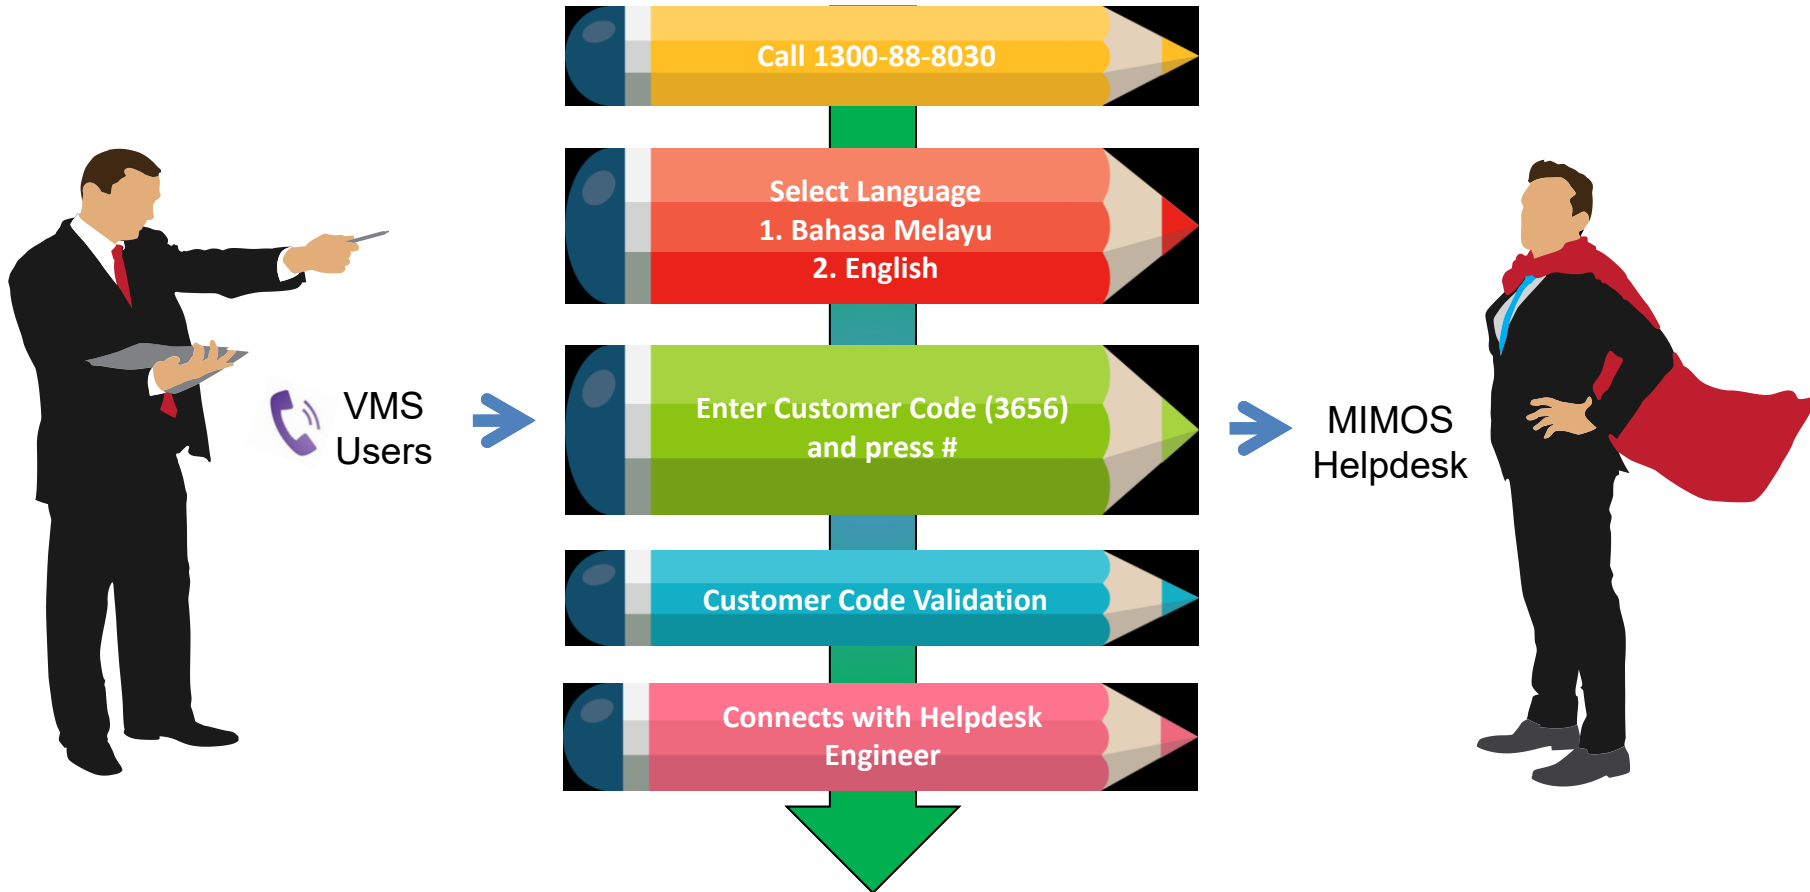 Call 1300-88-8030
Select Language
1. Bahasa Melayu
2. English
VMS
Users
Enter Customer Code (3656)
and press #
MIMOS
Helpdesk
Customer Code Validation
Connects with Helpdesk
Engineer